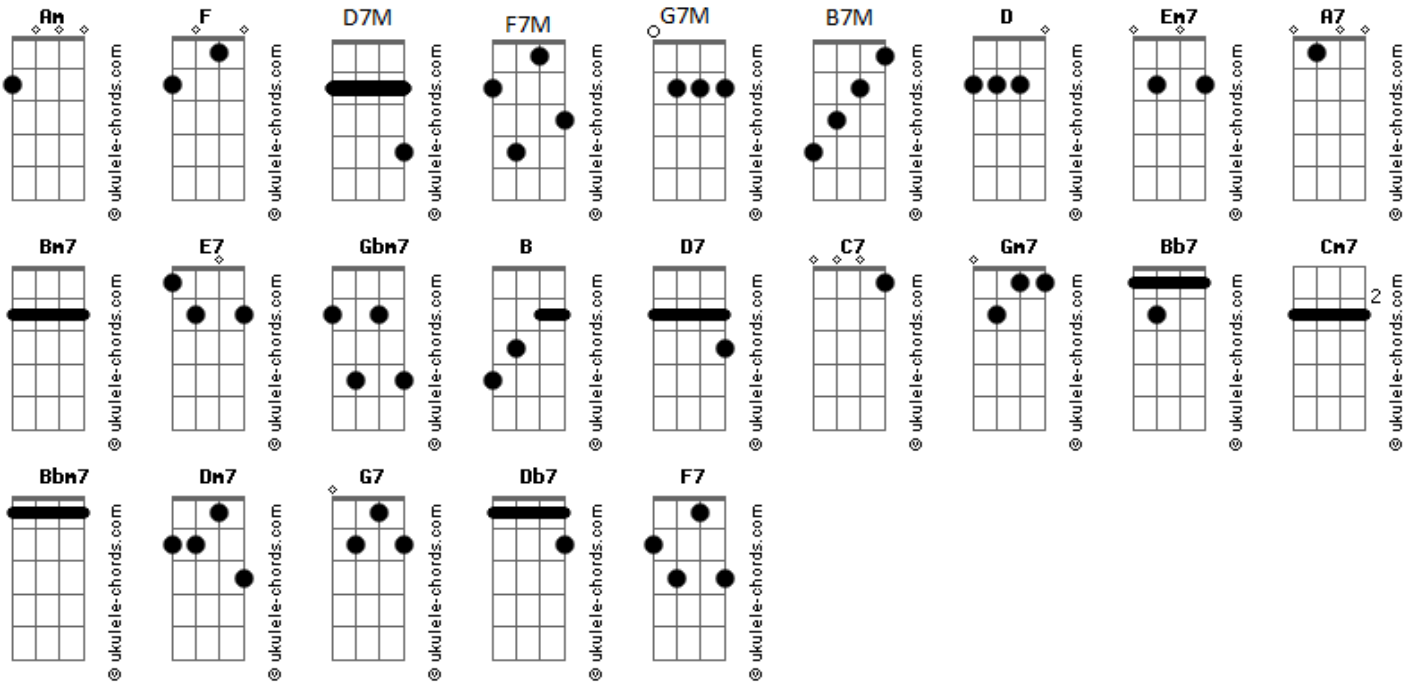 Am F D7M F7M G7M B7M D Em7 A7
© ukulele-chords.com © ukulele-chords.com © ukulele-chords.com © ukulele-chords.com © ukulele-chords.com © ukulele-chords.com © ukulele-chords.com © ukulele-chords.com © ukulele-chords.com
Bm7 E7 Gbm7 B D7 C7 Gm7 Bb7 Cm7
2
© ukulele-chords.com © ukulele-chords.com © ukulele-chords.com © ukulele-chords.com © ukulele-chords.com © ukulele-chords.com © ukulele-chords.com © ukulele-chords.com © ukulele-chords.com
Bbm7 Dm7 G7 Db7 F7
© ukulele-chords.com © ukulele-chords.com © ukulele-chords.com © ukulele-chords.com © ukulele-chords.com